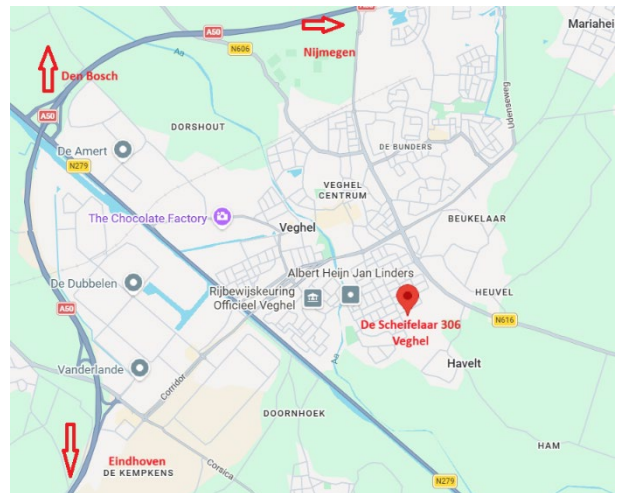 A50
N606
Mariahei
Nijmegen
Den Bosch
Aa
A50
DORSHOUT
De Amert
N279
DE BUNDERS
Udenseweg
VEGHEL
CENTRUM
The Chocolate Factory
Veghel
BEUKELAAR
Albert Heijn Jan Linders
De Dubbelen
Rijbewijskeuring
Officieel Veghel
HEUVEL
A50
De Scheifelaar 306
Veghel
N616
Aa
Havelt
Vanderlande
Corridor
DOORNHOEK
HAM
Eindhoven
DE KEMPKENS
Corsica
N279